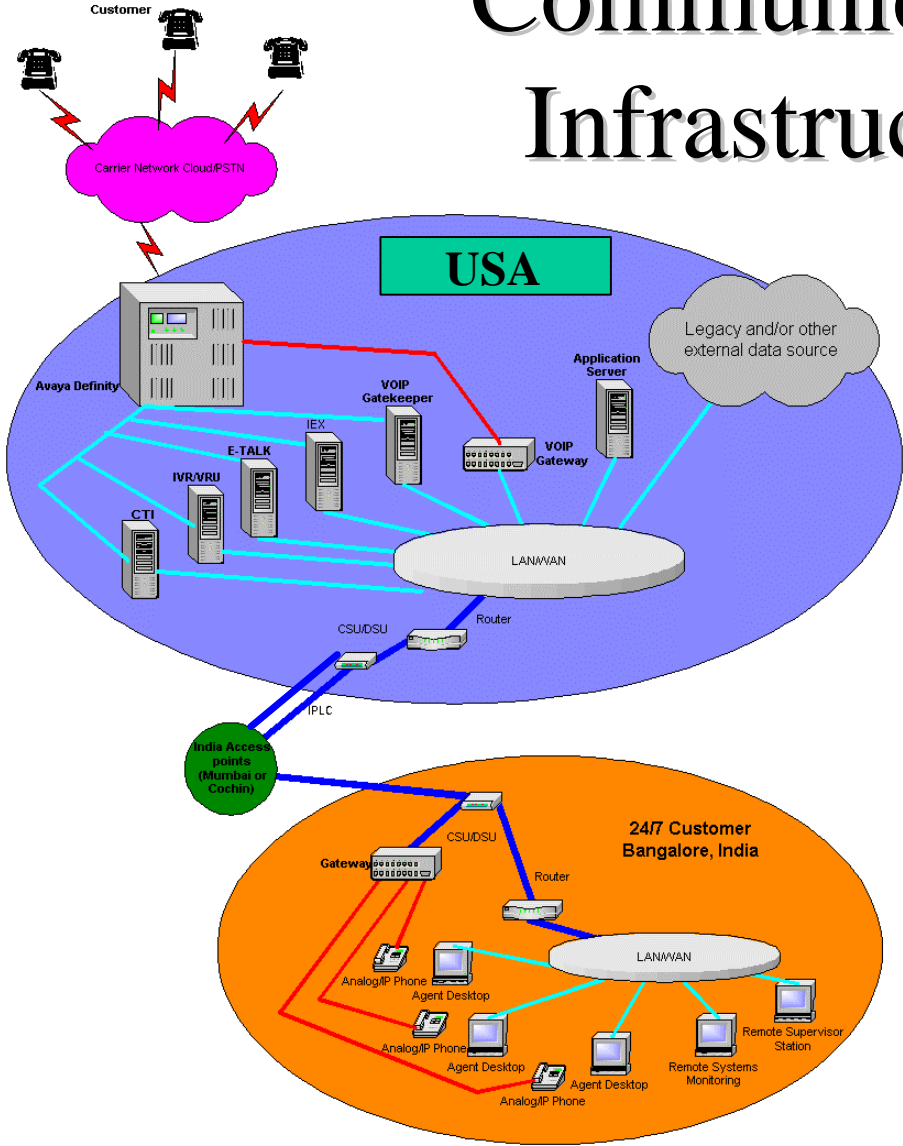 Customer
Infrastruc
Carrier Network Cloud/PSTN
USA
Legacy and/or other
external data source
Application
Server
Avaya Definity
VOIP
Gatekeeper
IEX
E-TALK
VOIP
Gateway
IVR/VRU
CTI
LAN/WAN
Router
CSU/DSU
IPLC
India Access
points
(Mumbai or
Cochin)
24/7 Customer
Bangalore, India
CSU/DSU
Gateway
Router
LAN/WAN
Analog/IP Phone
Agent Desktop
Analog/IP Phone
Agent Desktop
Analog/IP Phone
Agent Desktop
Remote Systems
Monitoring
Remote Supervisor
Station